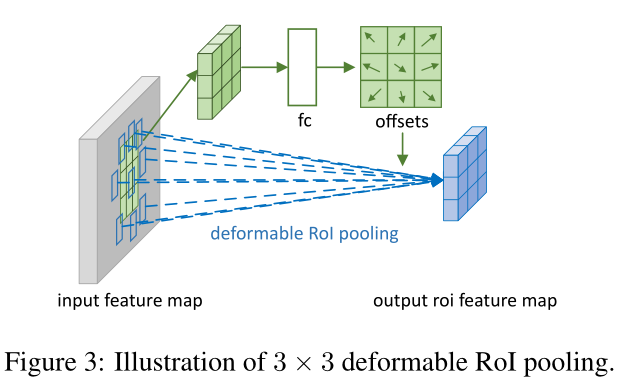 fc
offsets
deformable RoI pooling
input feature map
output roi feature map
Figure 3: Illustration of 3 × 3 deformable RoI pooling.